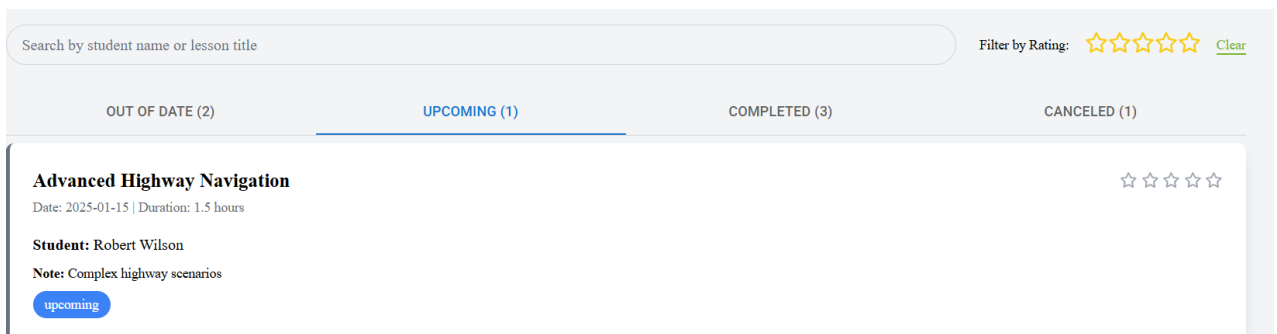 Search by student name or lesson title
Filter by Rating: Clear
OUT OF DATE (2) UPCOMING (1) COMPLETED (3) CANCELED (1)
Advanced Highway Navigation
Date: 2025-01-15 | Duration: 1.5 hours
Student: Robert Wilson
Note: Complex highway scenarios
upcoming